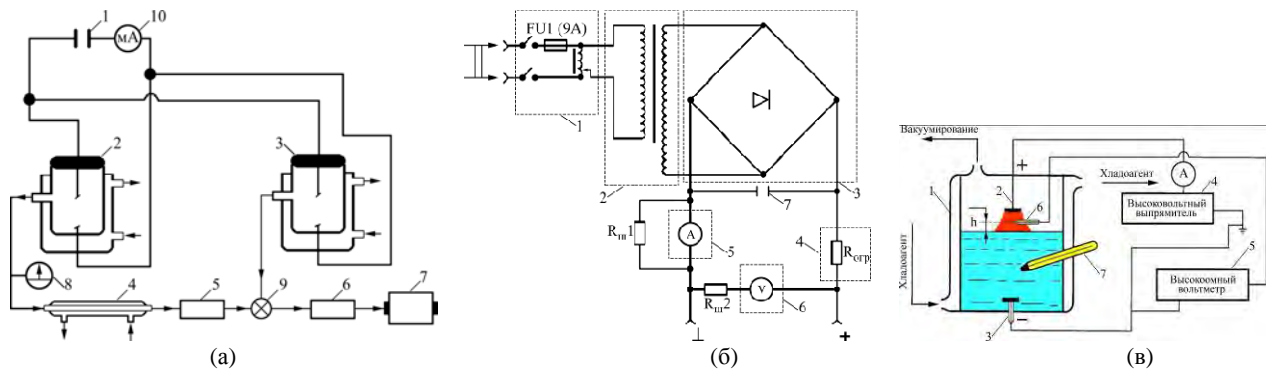 1
10
мА
2
3
8
4
5
9
6
7
(а)
FU1 (9А)
1
2
3
7
Rш1
А
5
4
Rогр
Rш2
V
6
⊥
+
(б)
Вакуумирование
+
А
Хладоагент
4
1
2
6
Высоковольтный
выпрямитель
h
Хладоагент
5
7
Высокоомный
вольтметр
3
−
(в)